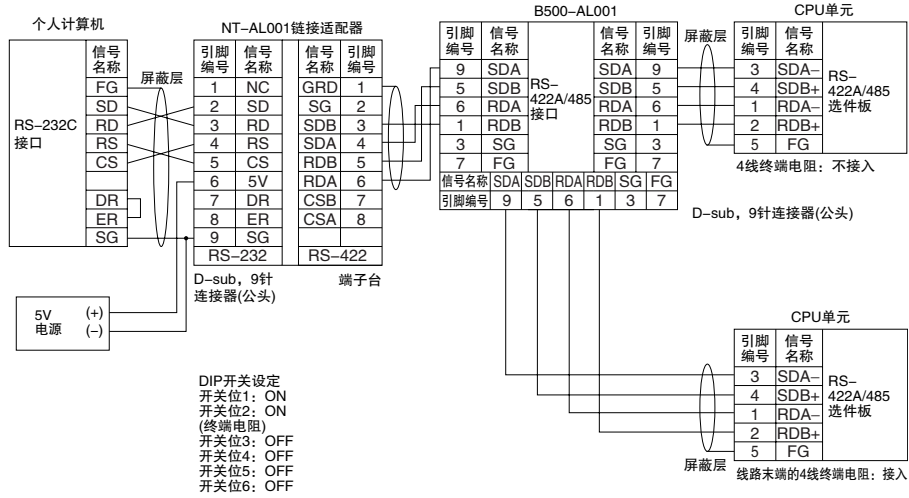 个人计算机
RS-232C
接口
信号
名称
FG
SD
RD
RS
CS
DR
ER
SG
屏蔽层
5V
电源
(+)
(-)
NT-AL001链接适配器
引脚
编号
信号
名称
1 NC
2 SD
3 RD
4 RS
5 CS
6 5V
7 DR
8 ER
9 SG
RS-232
信号
名称
引脚
编号
GRD 1
SG 2
SDB 3
SDA 4
RDB 5
RDA 6
CSB 7
CSA 8
RS-422
D-sub，9针
连接器(公头)
端子台
DIP开关设定
开关位1：ON
开关位2：ON
(终端电阻)
开关位3：OFF
开关位4：OFF
开关位5：OFF
开关位6：OFF
B500-AL001
引脚
编号
信号
名称
9 SDA
5 SDB
6 RDA
1 RDB
3 SG
7 FG
RS-
422A/485
接口
信号
名称
引脚
编号
SDA 9
SDB 5
RDA 6
RDB 1
SG 3
FG 7
信号名称 SDA SDB RDA RDB SG FG
引脚编号 9 5 6 1 3 7
屏蔽层
CPU单元
引脚
编号
信号
名称
3 SDA-
4 SDB+
1 RDA-
2 RDB+
5 FG
RS-
422A/485
选件板
4线终端电阻：不接入
D-sub，9针连接器(公头)
CPU单元
引脚
编号
信号
名称
3 SDA-
4 SDB+
1 RDA-
2 RDB+
5 FG
RS-
422A/485
选件板
屏蔽层
线路末端的4线终端电阻：接入